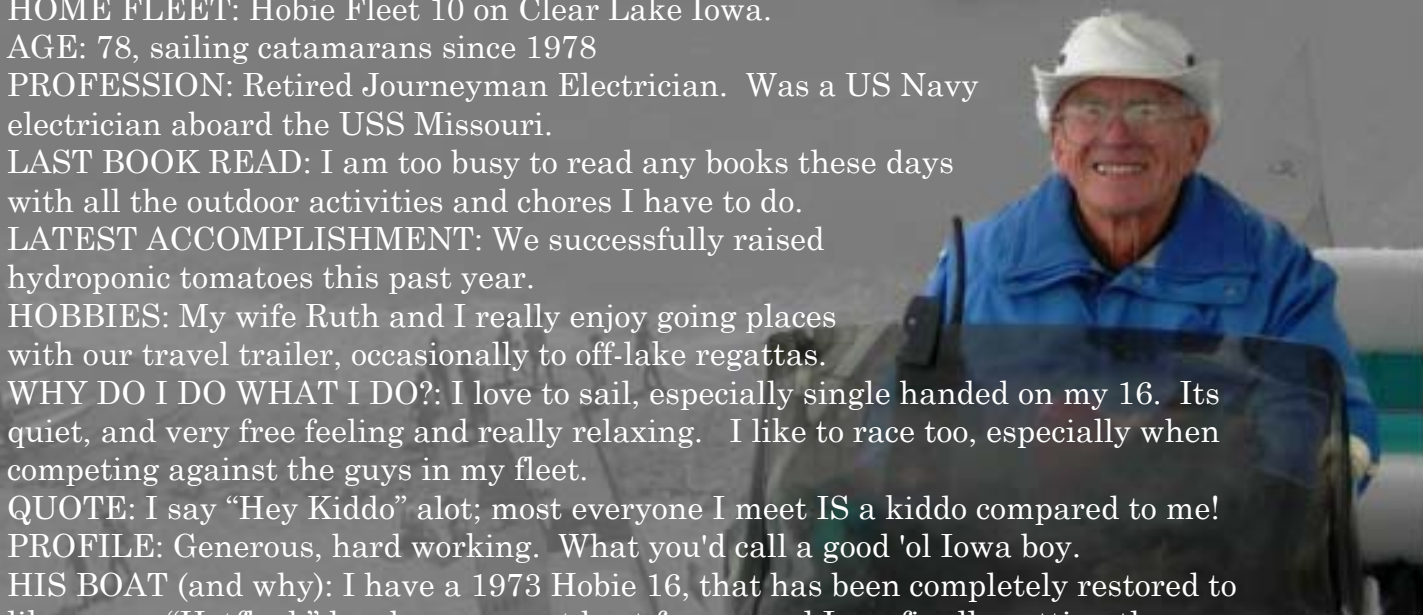 HOME FLEET: Hobie Fleet 10 on Clear Lake Iowa.
AGE: 78, sailing catamarans since 1978
PROFESSION: Retired Journeyman Electrician.  Was a US Navy
electrician aboard the USS Missouri.
LAST BOOK READ: I am too busy to read any books these days
with all the outdoor activities and chores I have to do.
LATEST ACCOMPLISHMENT: We successfully raised
hydroponic tomatoes this past year.
HOBBIES: My wife Ruth and I really enjoy going places
with our travel trailer, occasionally to off-lake regattas.
WHY DO I DO WHAT I DO?: I love to sail, especially single handed on my 16.  Its
quiet, and very free feeling and really relaxing.   I like to race too, especially when
competing against the guys in my fleet.
QUOTE: I say “Hey Kiddo” alot; most everyone I meet IS a kiddo compared to me!
PROFILE: Generous, hard working.  What you'd call a good 'ol Iowa boy.
HIS BOAT (and why): I have a 1973 Hobie 16, that has been completely restored to